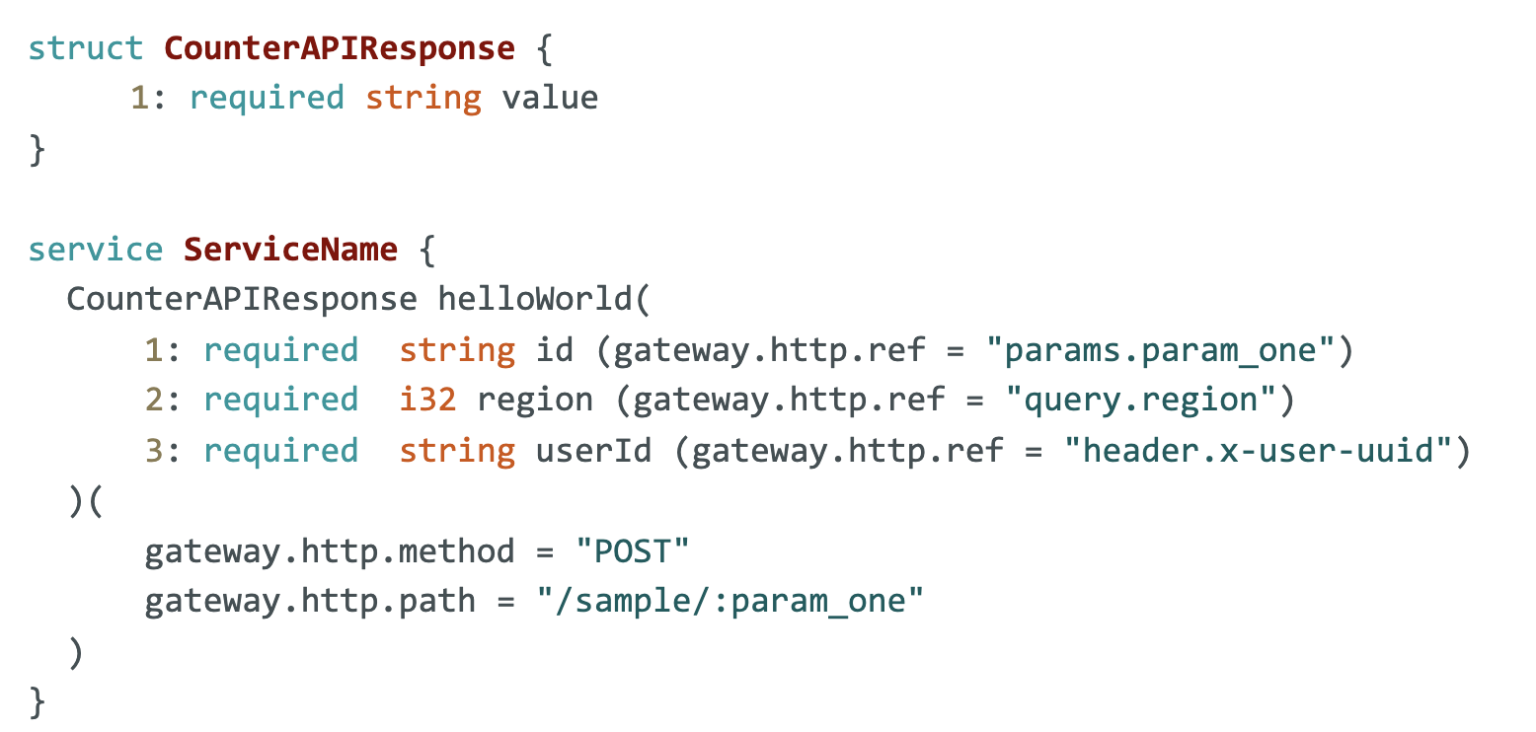 struct CounterAPIResponse {
1: required string value
}
service ServiceName {
CounterAPIResponse helloWorld(
1: required string id (gateway.http.ref = "params.param_one")
2: required i32 region (gateway.http.ref = "query.region")
3: required string userId (gateway.http.ref = "header.x-user-uuid")
)(
gateway.http.method = "POST"
gateway.http.path = "/sample/:param_one"
)
}